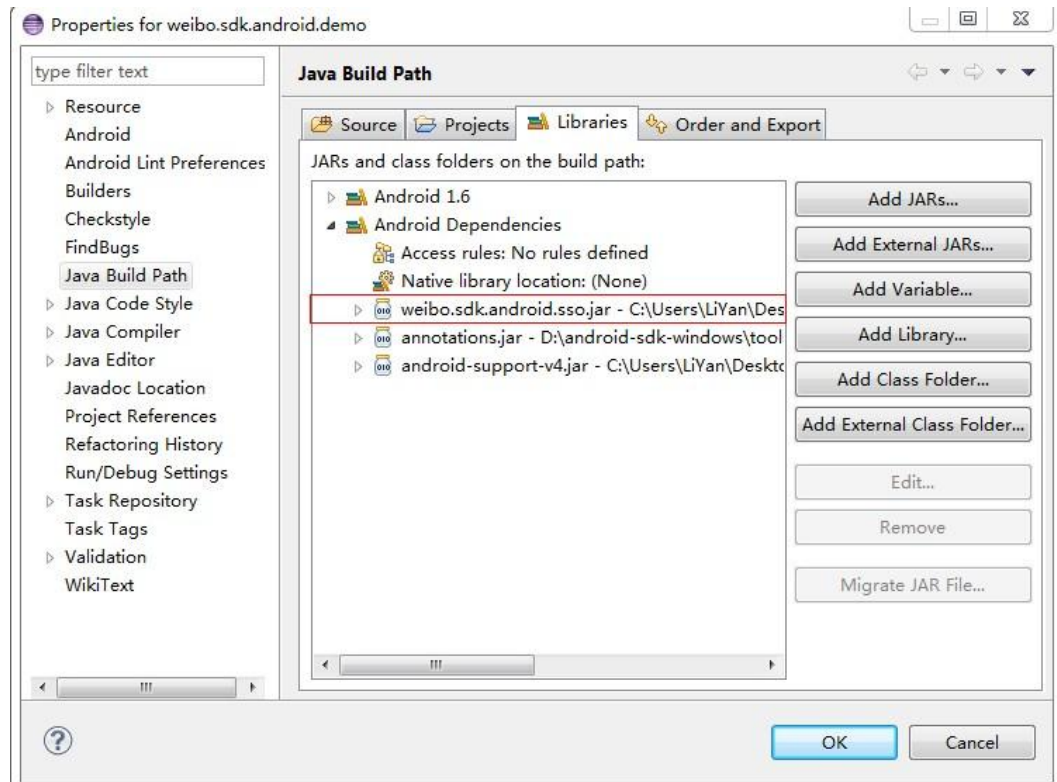 Properties for weibo.sdk.android.demo
type filter text
Resource
Android
Android Lint Preferences
Builders
Checkstyle
FindBugs
Java Build Path
Java Code Style
Java Compiler
Java Editor
Javadoc Location
Project References
Refactoring History
Run/Debug Settings
Task Repository
Task Tags
Validation
WikiText
Java Build Path
Source
Projects
Libraries
Order and Export
JARs and class folders on the build path:
Android 1.6
Android Dependencies
Access rules: No rules defined
Native library location: (None)
weibo.sdk.android.sso.jar - C:\Users\LiYan\Des
annotations.jar - D:\android-sdk-windows\tool
android-support-v4.jar - C:\Users\LiYan\Deskto
Add JARs...
Add External JARs...
Add Variable...
Add Library...
Add Class Folder...
Add External Class Folder...
Edit...
Remove
Migrate JAR File...
OK
Cancel